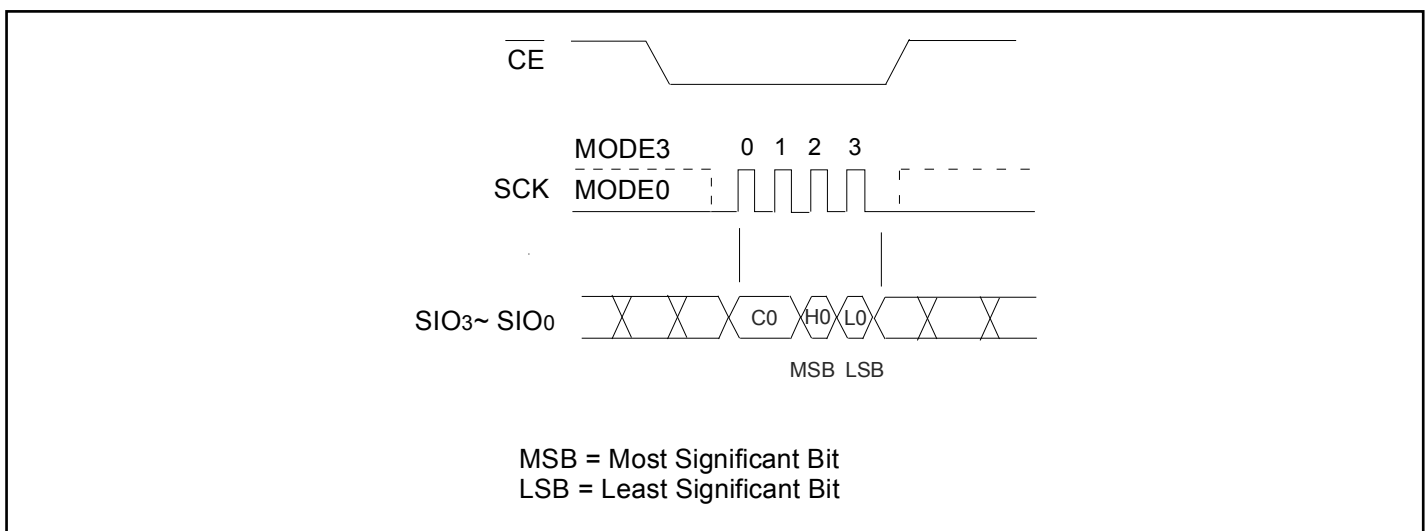 CE
MODE3 0 1 2 3
SCK MODE0
SIO3~ SIO0 C0 H0 L0
MSB LSB
MSB = Most Significant Bit
LSB = Least Significant Bit